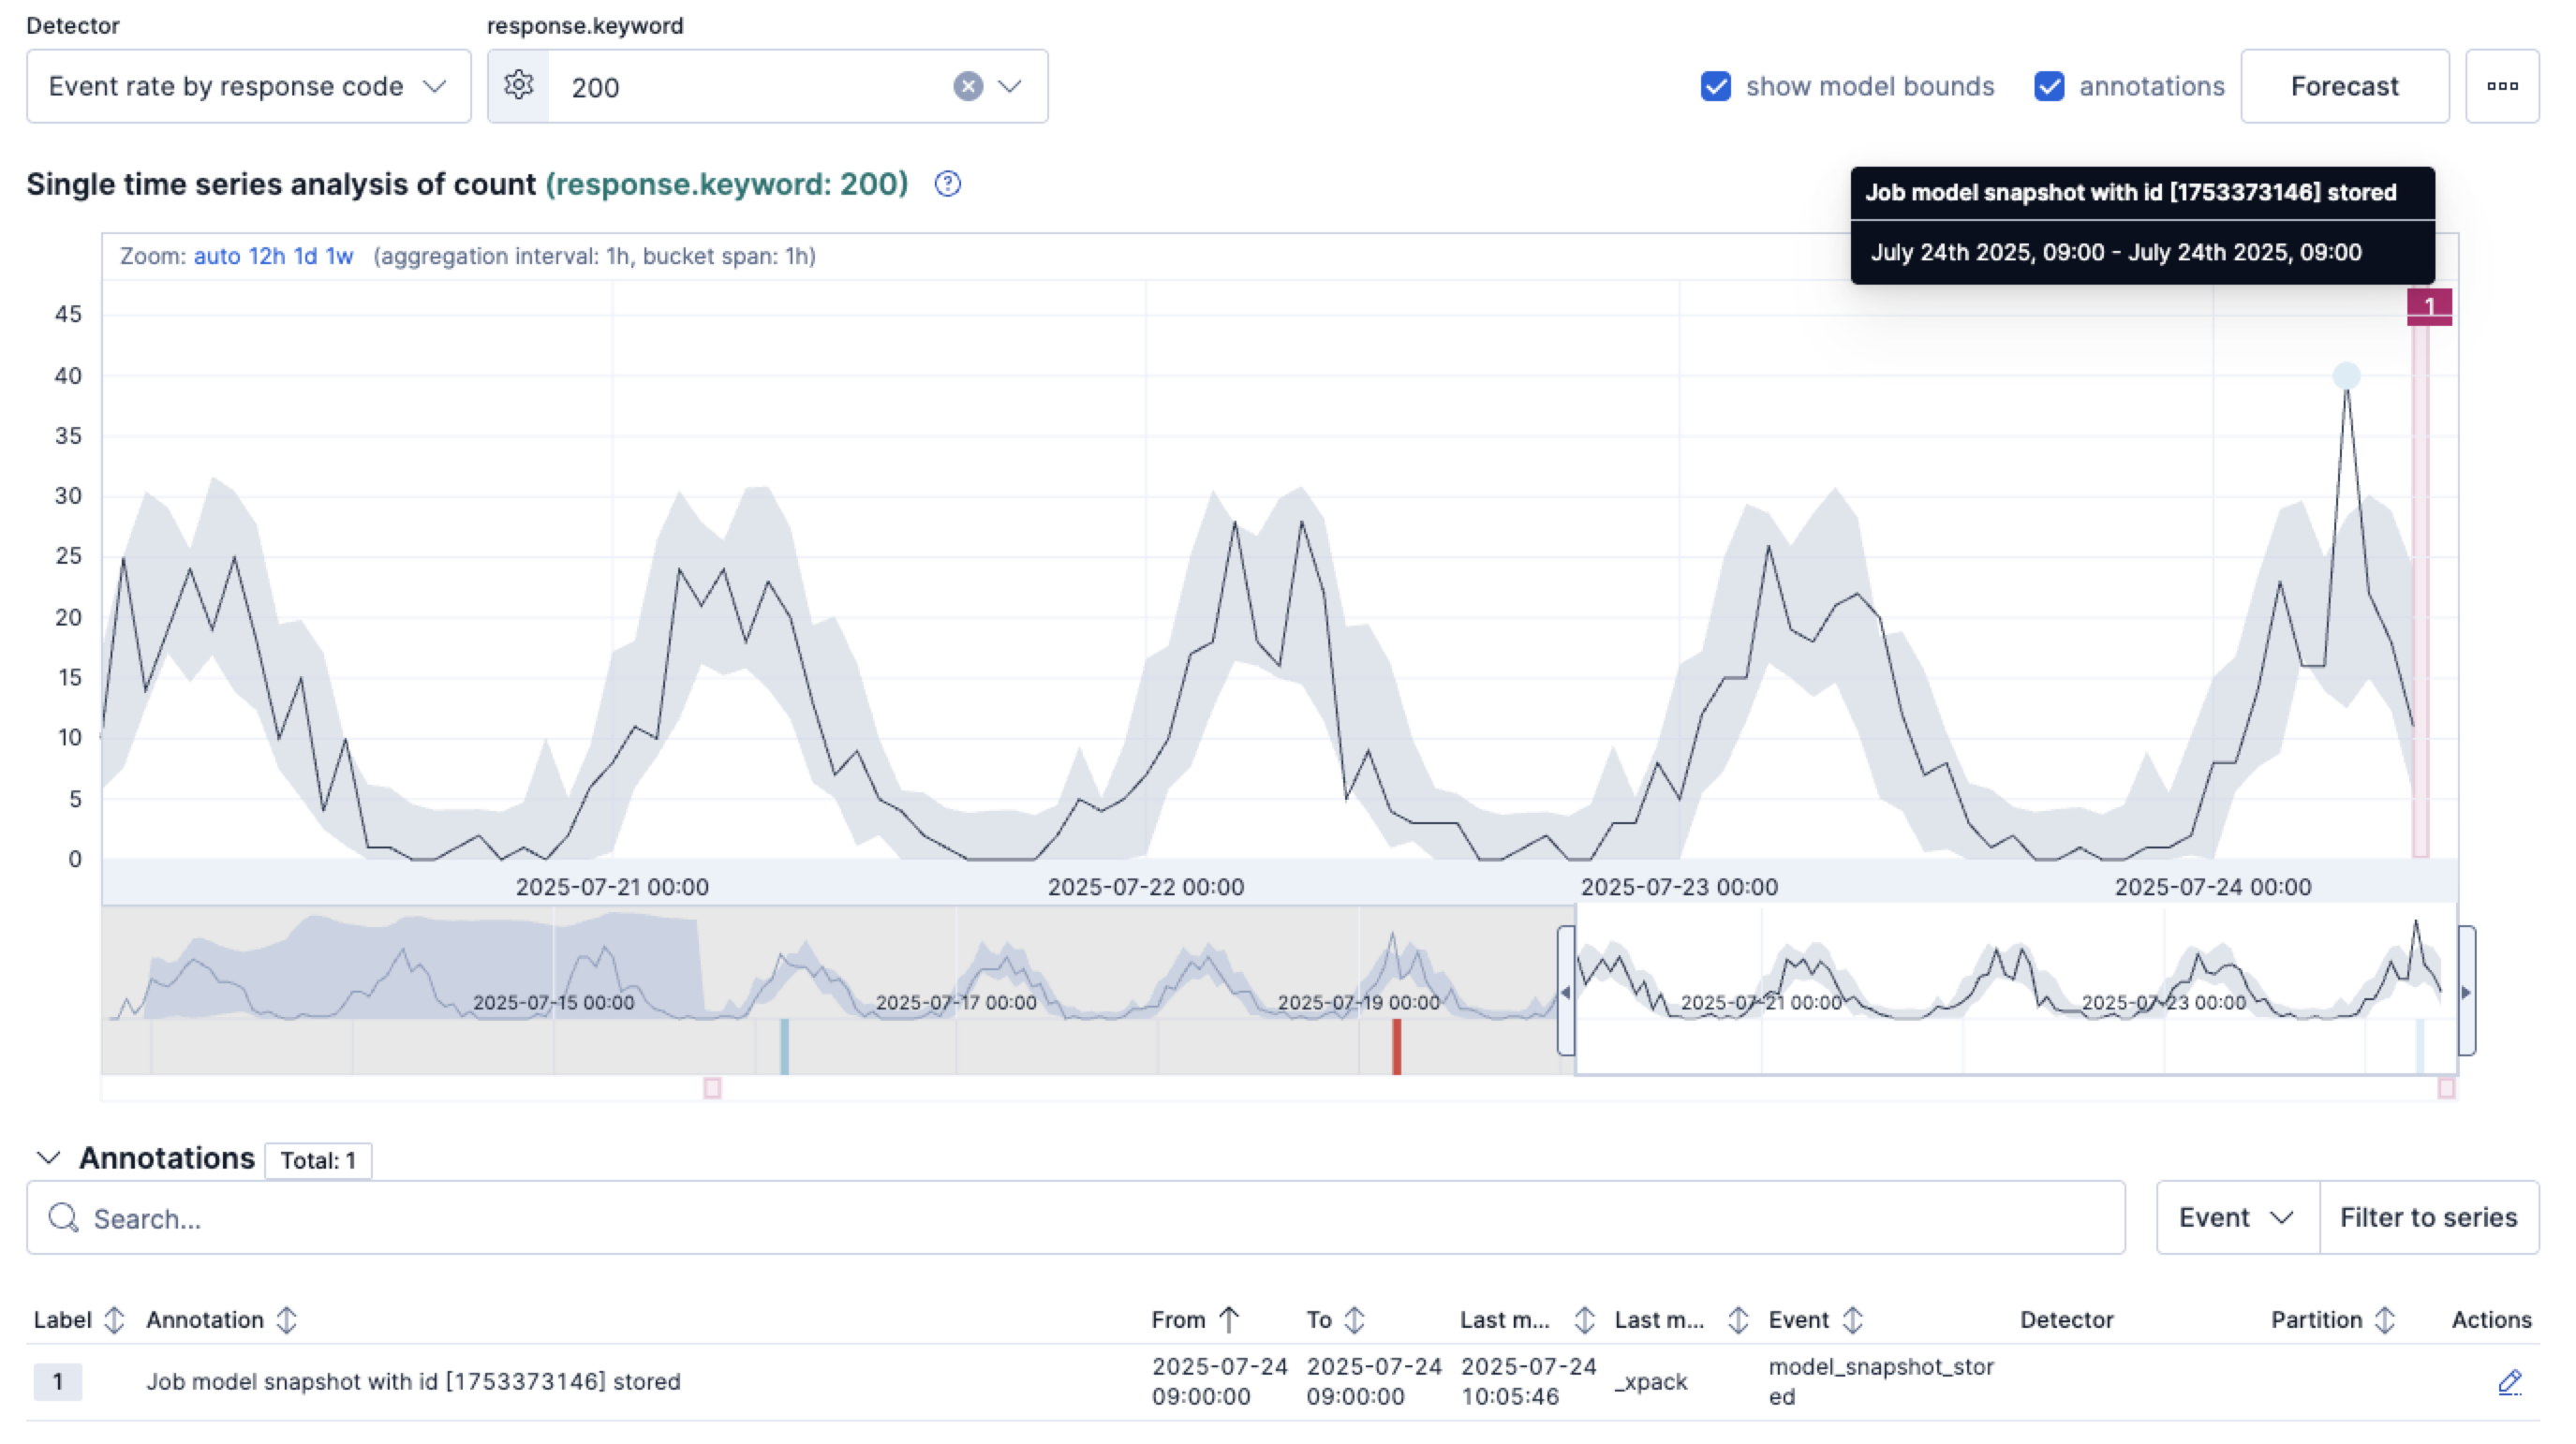 Detector
response.keyword
Event rate by response code
200
show model bounds
annotations
Forecast
Single time series analysis of count (response.keyword: 200)
Job model snapshot with id [1753373146] stored
July 24th 2025, 09:00 - July 24th 2025, 09:00
Zoom: auto 12h 1d 1w (aggregation interval: 1h, bucket span: 1h)
1
45
40
35
30
25
20
15
10
5
0
2025-07-21 00:00
2025-07-22 00:00
2025-07-23 00:00
2025-07-24 00:00
2025-07-15 00:00
2025-07-17 00:00
2025-07-19 00:00
2025-07-21 00:00
2025-07-23 00:00
Annotations
Total: 1
Search...
Event
Filter to series
Label Annotation From To Last m... Last m... Event Detector Partition Actions
1 Job model snapshot with id [1753373146] stored
2025-07-24
09:00:00
2025-07-24
09:00:00
2025-07-24
10:05:46
_xpack
model_snapshot_stor
ed